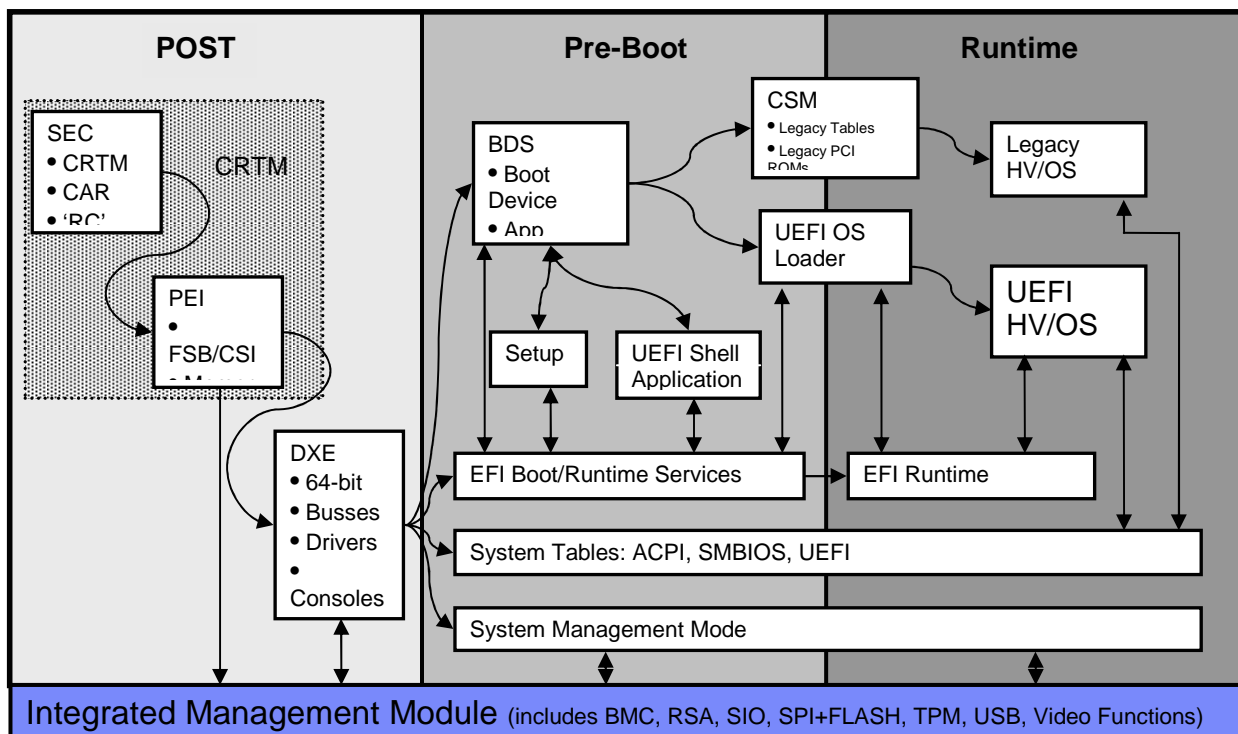 POST
Pre-Boot
Runtime
SEC
• CRTM
• CAR
• 'RC'
CRTM
PEI
•
FSB/CSI
DXE
• 64-bit
• Busses
• Drivers
•
Consoles
BDS
• Boot
Device
• App
Setup
UEFI Shell
Application
CSM
• Legacy Tables
• Legacy PCI
ROMs
UEFI OS
Loader
Legacy
HV/OS
UEFI
HV/OS
EFI Boot/Runtime Services
EFI Runtime
System Tables: ACPI, SMBIOS, UEFI
System Management Mode
Integrated Management Module (includes BMC, RSA, SIO, SPI+FLASH, TPM, USB, Video Functions)